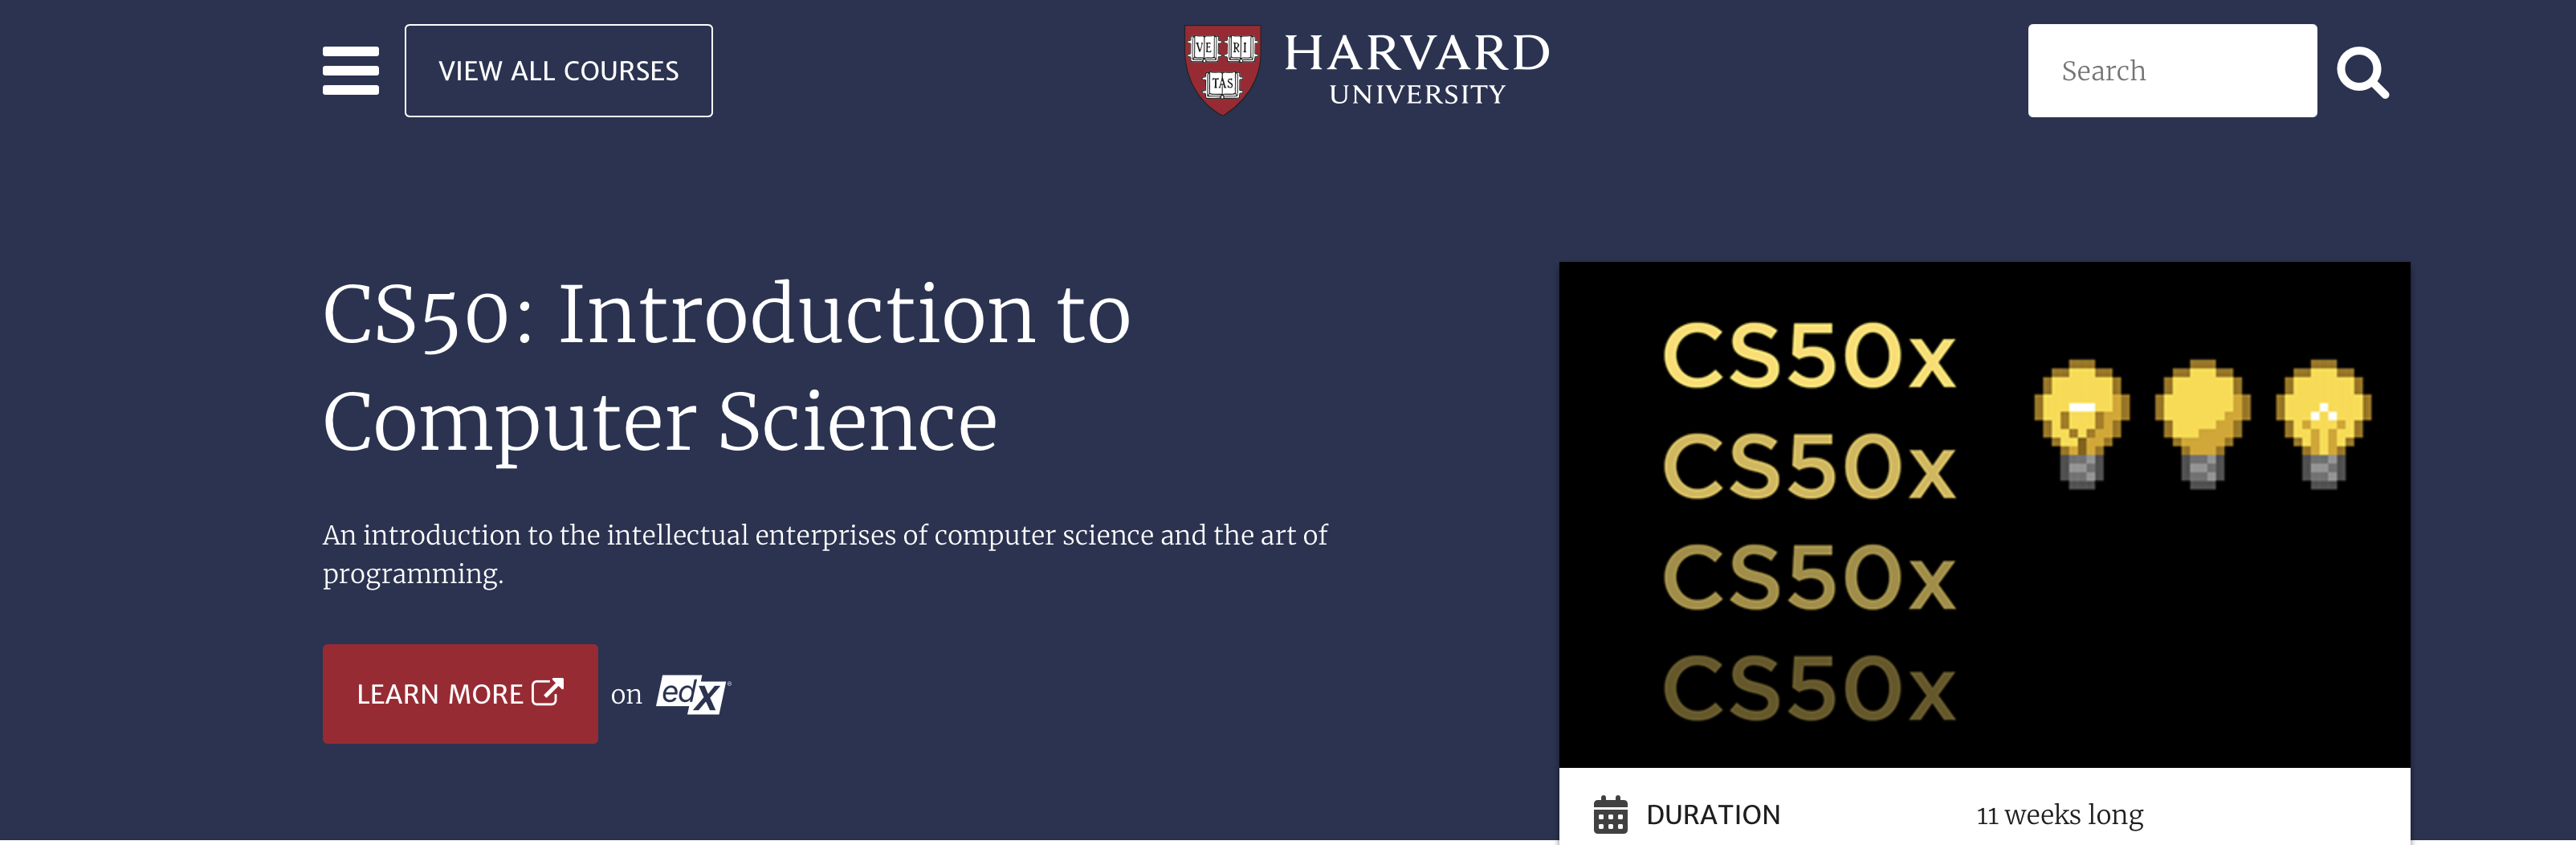 VIEW ALL COURSES
VE RI
TAS
HARVARD
UNIVERSITY
Search
CS50: Introduction to
Computer Science
An introduction to the intellectual enterprises of computer science and the art of
programming.
LEARN MORE on edX
CS50x
CS50x
CS50x
CS50x
DURATION 11 weeks long